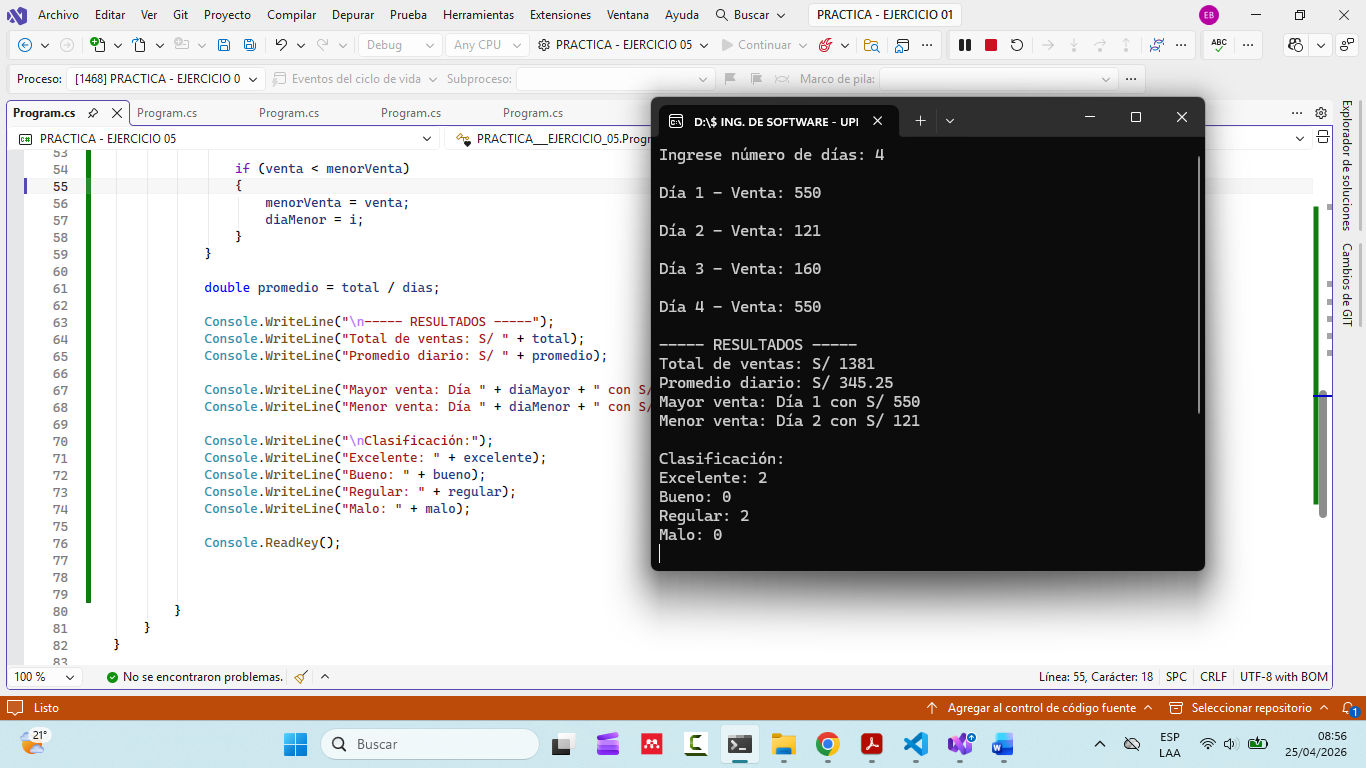 Archivo Editar Ver Git Proyecto Compilar Depurar Prueba Herramientas Extensiones Ventana Ayuda Buscar PRACTICA - EJERCICIO 01 EB
Debug Any CPU PRACTICA - EJERCICIO 05 Continuar ABC
Proceso: [1468] PRACTICA - EJERCICIO 0 Eventos del ciclo de vida Subproceso: Marco de pila:
Program.cs Program.cs Program.cs Program.cs Program.cs
PRACTICA - EJERCICIO 05 PRACTICA___EJERCICIO_05.Progr
53
54 if (venta < menorVenta)
55 {
56 menorVenta = venta;
57 diaMenor = i;
58 }
59 }
60
61 double promedio = total / dias;
62
63 Console.WriteLine("\n----- RESULTADOS -----");
64 Console.WriteLine("Total de ventas: S/ " + total);
65 Console.WriteLine("Promedio diario: S/ " + promedio);
66
67 Console.WriteLine("Mayor venta: Día " + diaMayor + " con S/
68 Console.WriteLine("Menor venta: Día " + diaMenor + " con S/
69
70 Console.WriteLine("\nClasificación:");
71 Console.WriteLine("Excelente: " + excelente);
72 Console.WriteLine("Bueno: " + bueno);
73 Console.WriteLine("Regular: " + regular);
74 Console.WriteLine("Malo: " + malo);
75
76 Console.ReadKey();
77
78
79
80 }
81 }
82 }
83
D:\$ ING. DE SOFTWARE - UPI
Ingrese número de días: 4
Día 1 - Venta: 550
Día 2 - Venta: 121
Día 3 - Venta: 160
Día 4 - Venta: 550
----- RESULTADOS -----
Total de ventas: S/ 1381
Promedio diario: S/ 345.25
Mayor venta: Día 1 con S/ 550
Menor venta: Día 2 con S/ 121
Clasificación:
Excelente: 2
Bueno: 0
Regular: 2
Malo: 0
Explorador de soluciones
Cambios de GIT
100 % No se encontraron problemas. Línea: 55, Carácter: 18 SPC CRLF UTF-8 with BOM
Listo Agregar al control de código fuente Seleccionar repositorio 1
21° Buscar ESP 08:56
LAA 25/04/2026